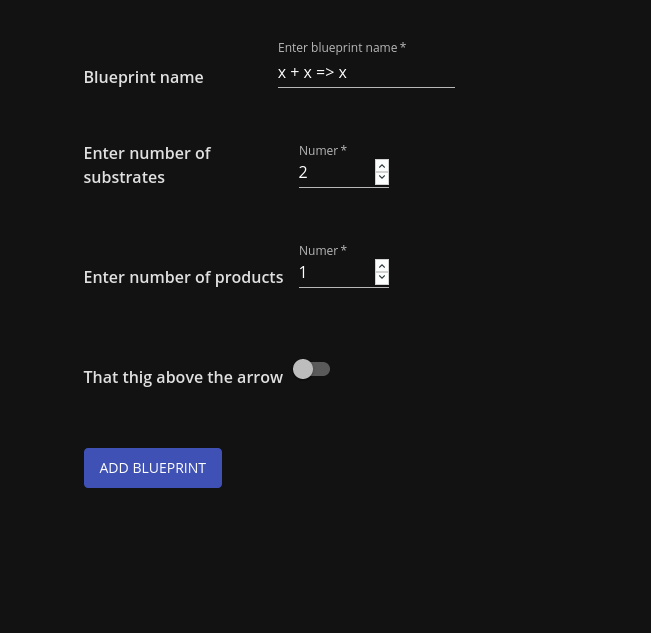 Enter blueprint name *
Blueprint name
x + x => x
Enter number of
substrates
Numer *
2
Numer *
Enter number of products
1
That thig above the arrow
ADD BLUEPRINT